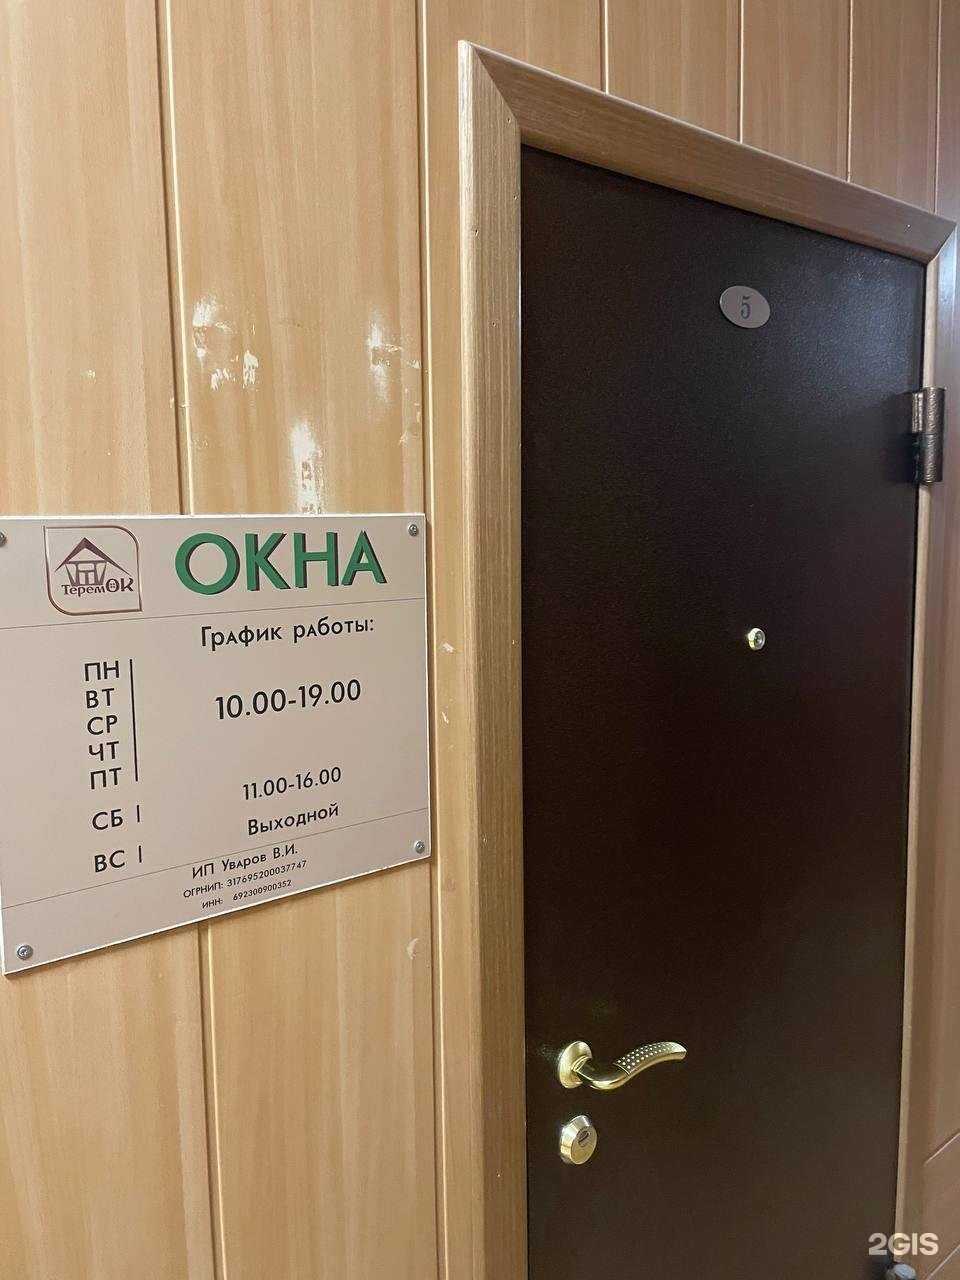 ТеремОК
ОКНА
График работы:
ПН
ВТ
СР
ЧТ
ПТ
10.00-19.00
СБ
11.00-16.00
ВС
Выходной
ИП Уваров В.И.
ОГРНИП: 317695200037747
ИНН: 692300900352
5
2GIS